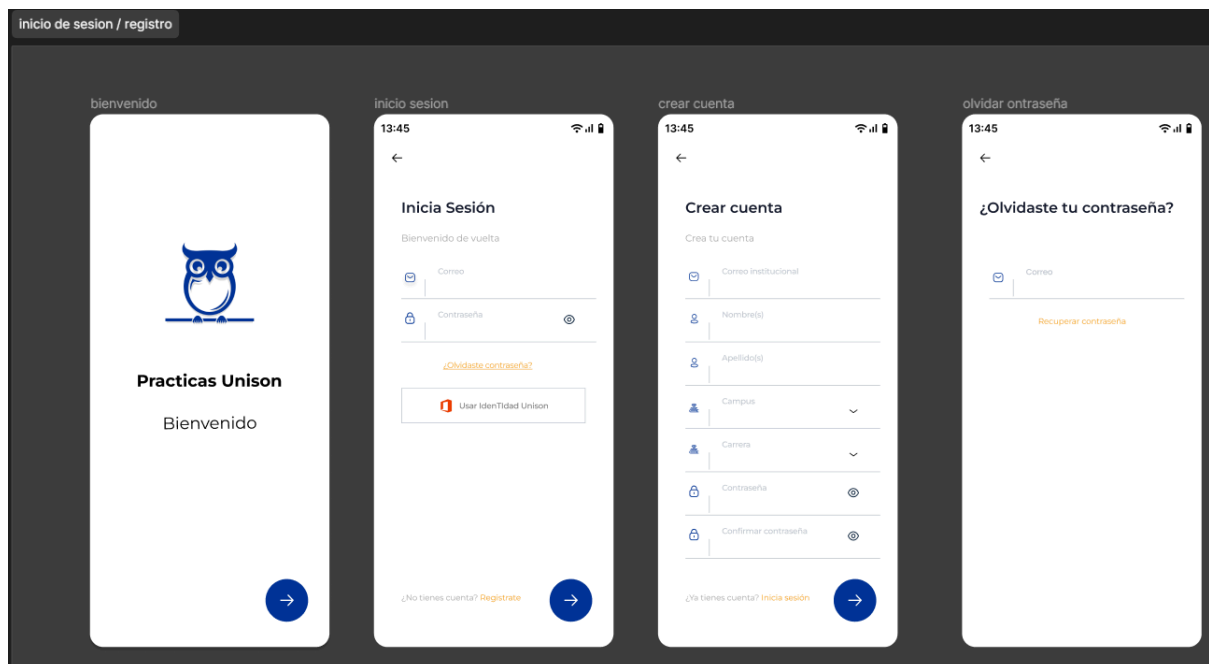 inicio de sesion / registro
bienvenido
Practicas Unison
Bienvenido
inicio sesion
13:45
Inicia Sesión
Bienvenido de vuelta
Correo
Contraseña
¿Olvidaste contraseña?
Usar IdenTIdad Unison
¿No tienes cuenta? Registrate
crear cuenta
13:45
Crear cuenta
Crea tu cuenta
Correo institucional
Nombre(s)
Apellido(s)
Campus
Carrera
Contraseña
Confirmar contraseña
¿Ya tienes cuenta? Inicia sesión
olvidar ontraseña
13:45
¿Olvidaste tu contraseña?
Correo
Recuperar contraseña